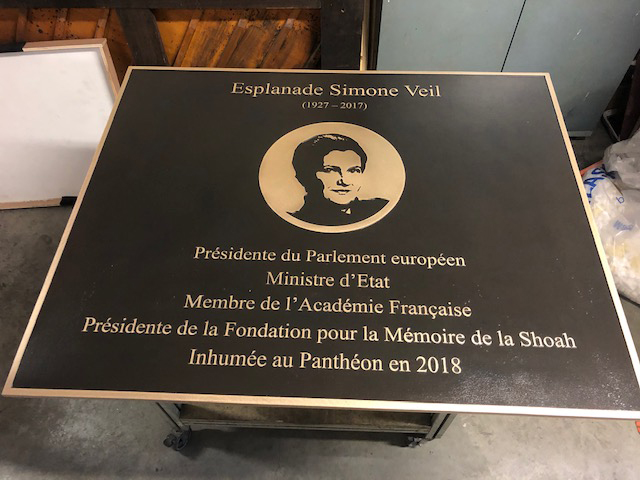 Esplanade Simone Veil
(1927 – 2017)
Présidente du Parlement européen
Ministre d'Etat
Membre de l'Académie Française
Présidente de la Fondation pour la Mémoire de la Shoah
Inhumée au Panthéon en 2018